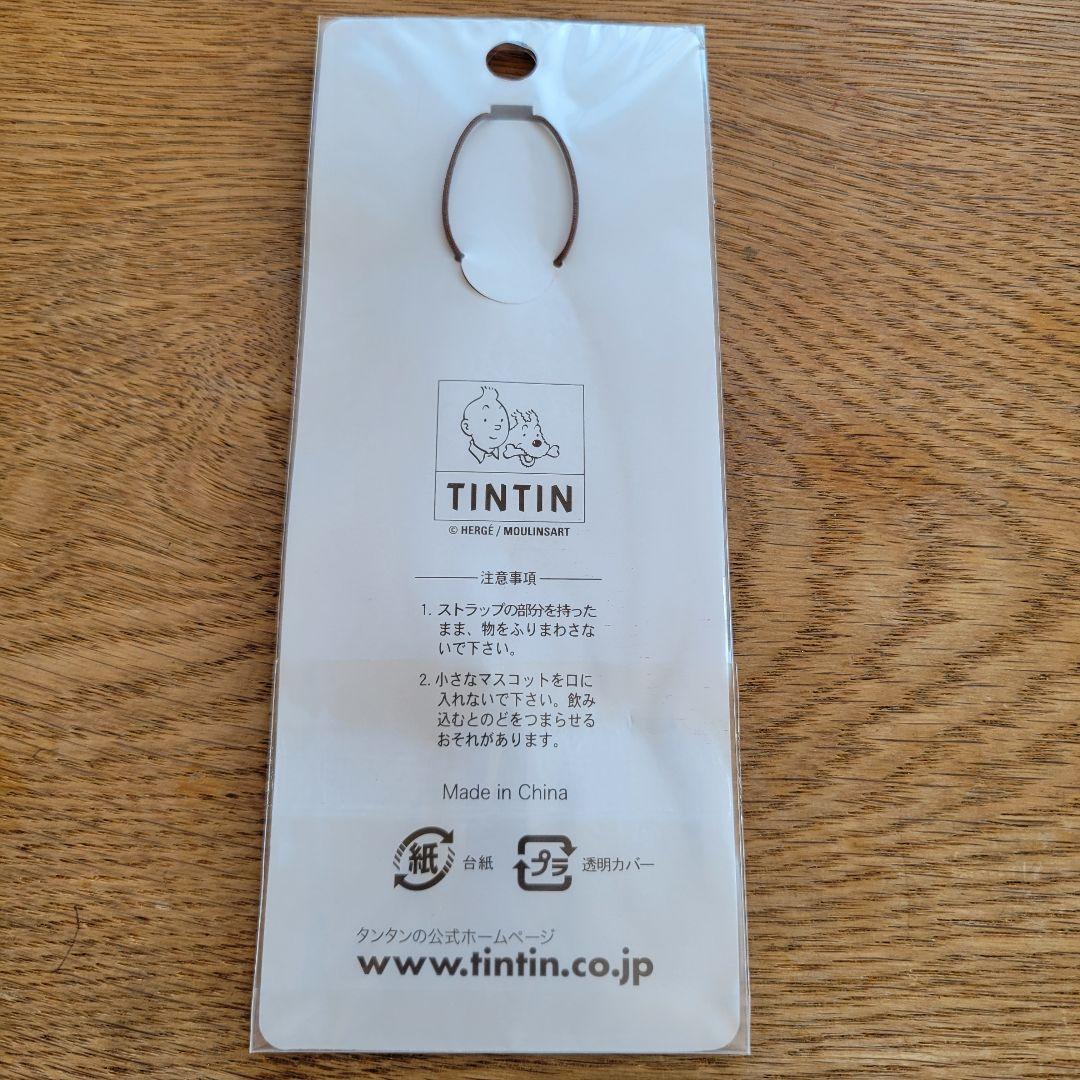 TINTIN
© HERGÉ / MOULINSART
注意事項
1. ストラップの部分を持った
まま、物をふりまわさな
いで下さい。
2. 小さなマスコットを口に
入れないで下さい。飲み
込むとのどをつまらせる
おそれがあります。
Made in China
紙 台紙 プラ 透明カバー
タンタンの公式ホームページ
www.tintin.co.jp